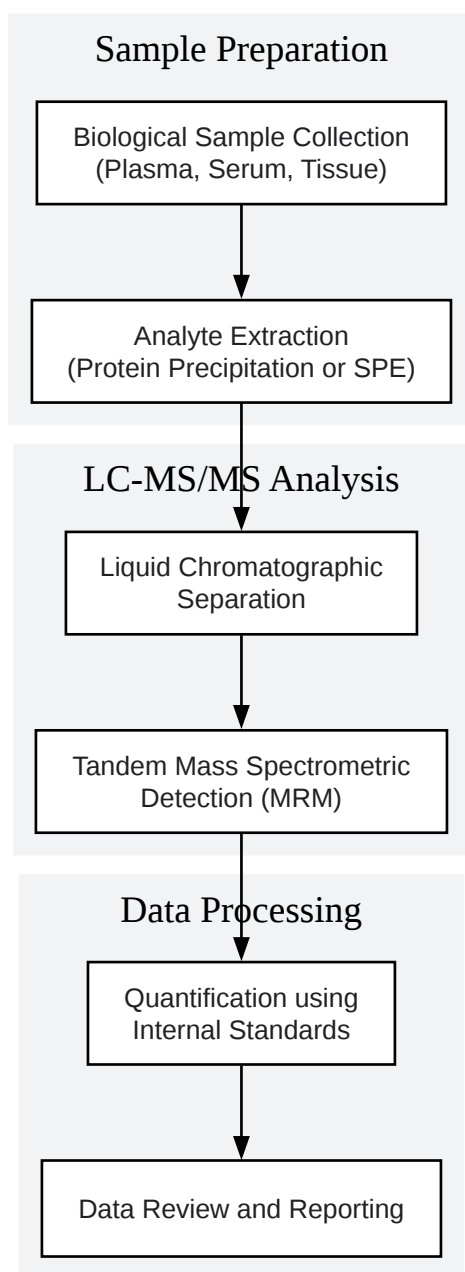 Sample Preparation
Biological Sample Collection
(Plasma, Serum, Tissue)
Analyte Extraction
(Protein Precipitation or SPE)
LC-MS/MS Analysis
Liquid Chromatographic
Separation
Tandem Mass Spectrometric
Detection (MRM)
Data Processing
Quantification using
Internal Standards
Data Review and Reporting